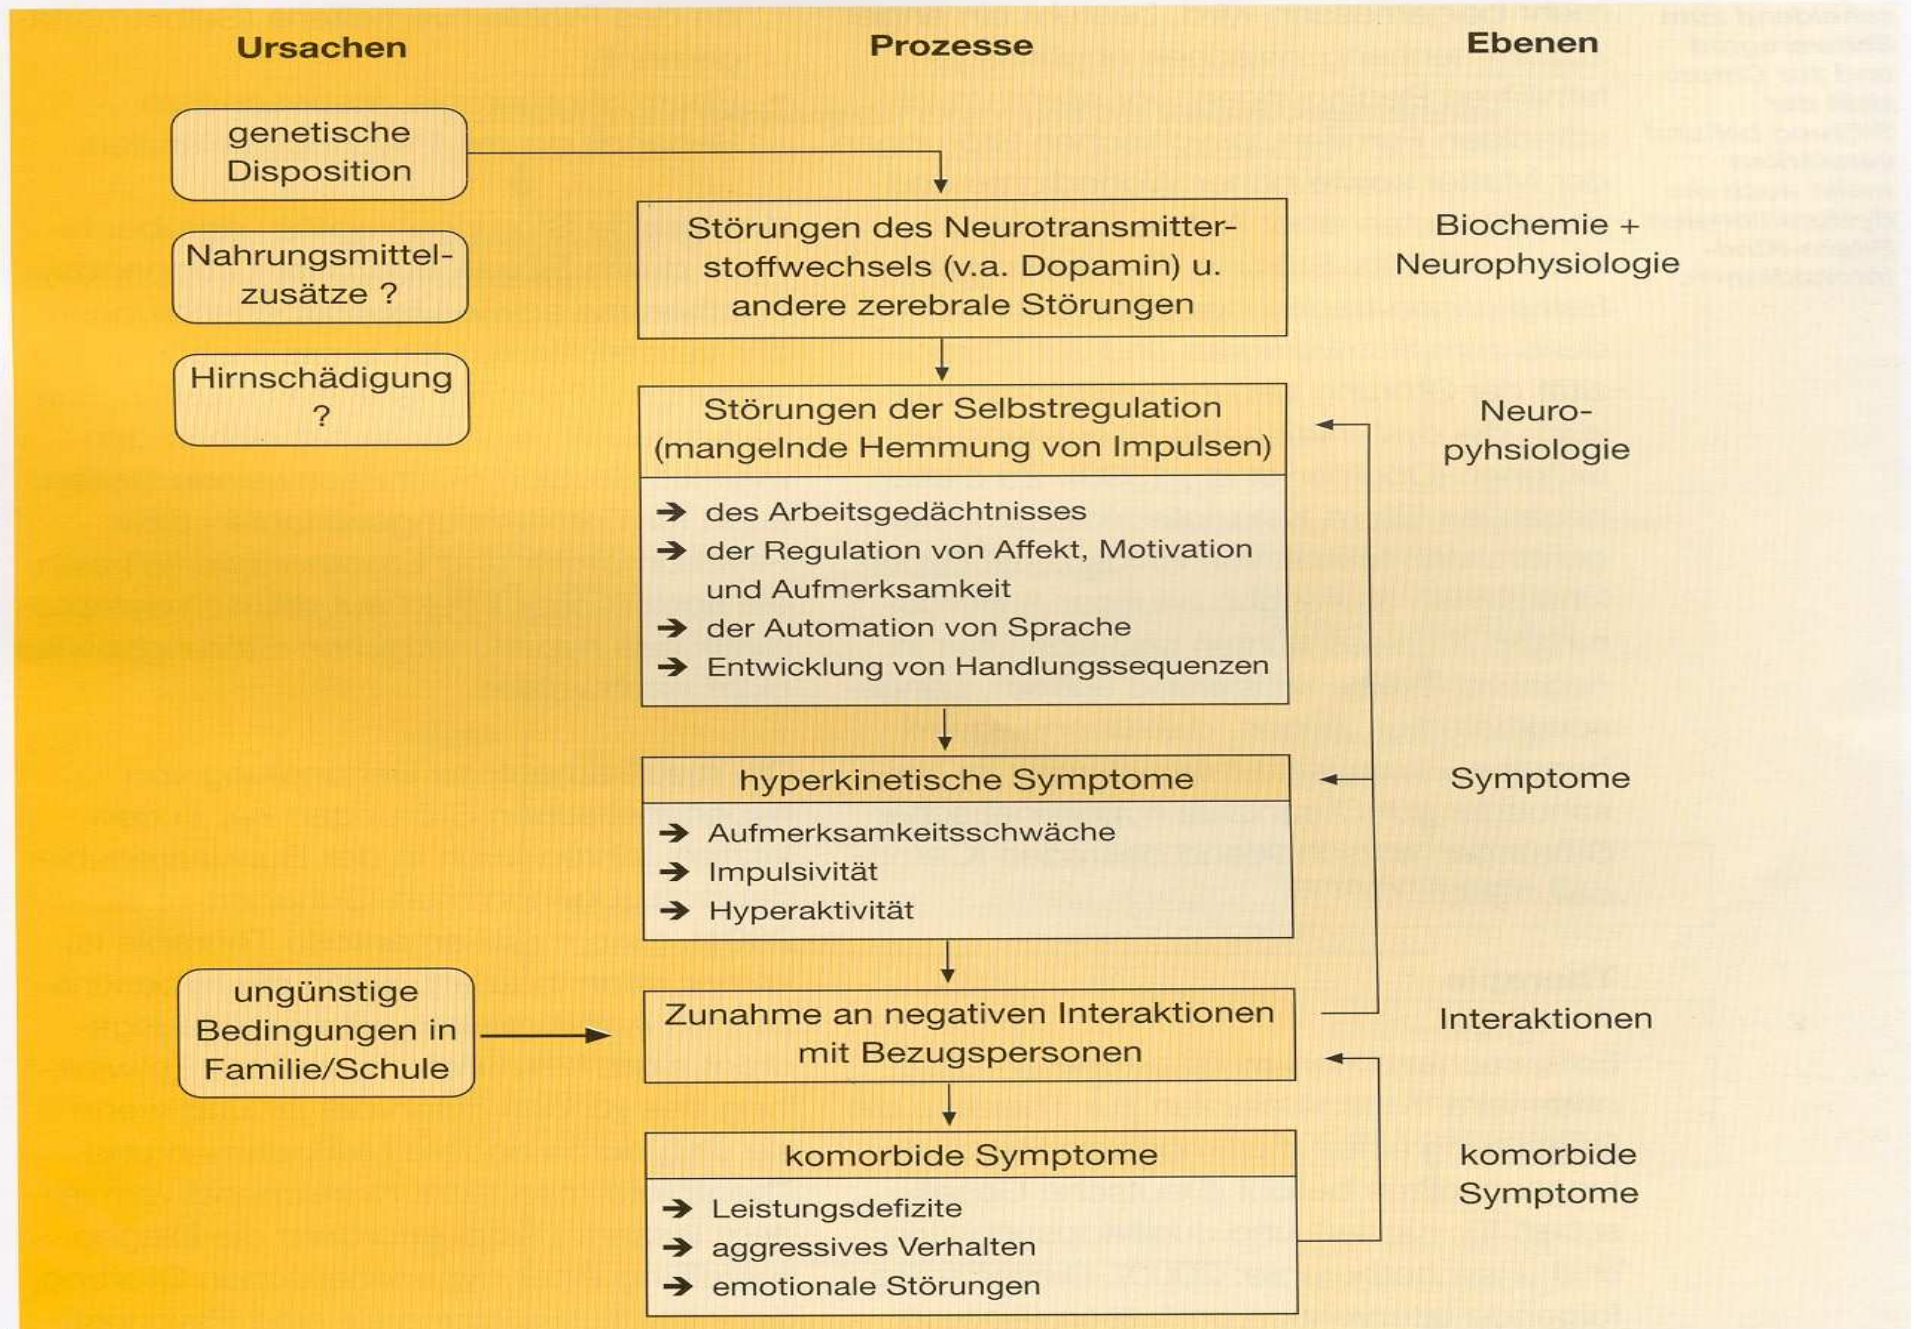 Ursachen
Prozesse
Ebenen
genetische
Disposition
Nahrungsmittel-
zusätze ?
Hirnschädigung
?
Störungen des Neurotransmitter-
stoffwechsels (v.a. Dopamin) u.
andere zerebrale Störungen
Biochemie +
Neurophysiologie
Störungen der Selbstregulation
(mangelnde Hemmung von Impulsen)
➔ des Arbeitsgedächtnisses
➔ der Regulation von Affekt, Motivation
und Aufmerksamkeit
➔ der Automation von Sprache
➔ Entwicklung von Handlungssequenzen
Neuro-
pyhsiologie
hyperkinetische Symptome
➔ Aufmerksamkeitsschwäche
➔ Impulsivität
➔ Hyperaktivität
Symptome
ungünstige
Bedingungen in
Familie/Schule
Zunahme an negativen Interaktionen
mit Bezugspersonen
Interaktionen
komorbide Symptome
➔ Leistungsdefizite
➔ aggressives Verhalten
➔ emotionale Störungen
komorbide
Symptome